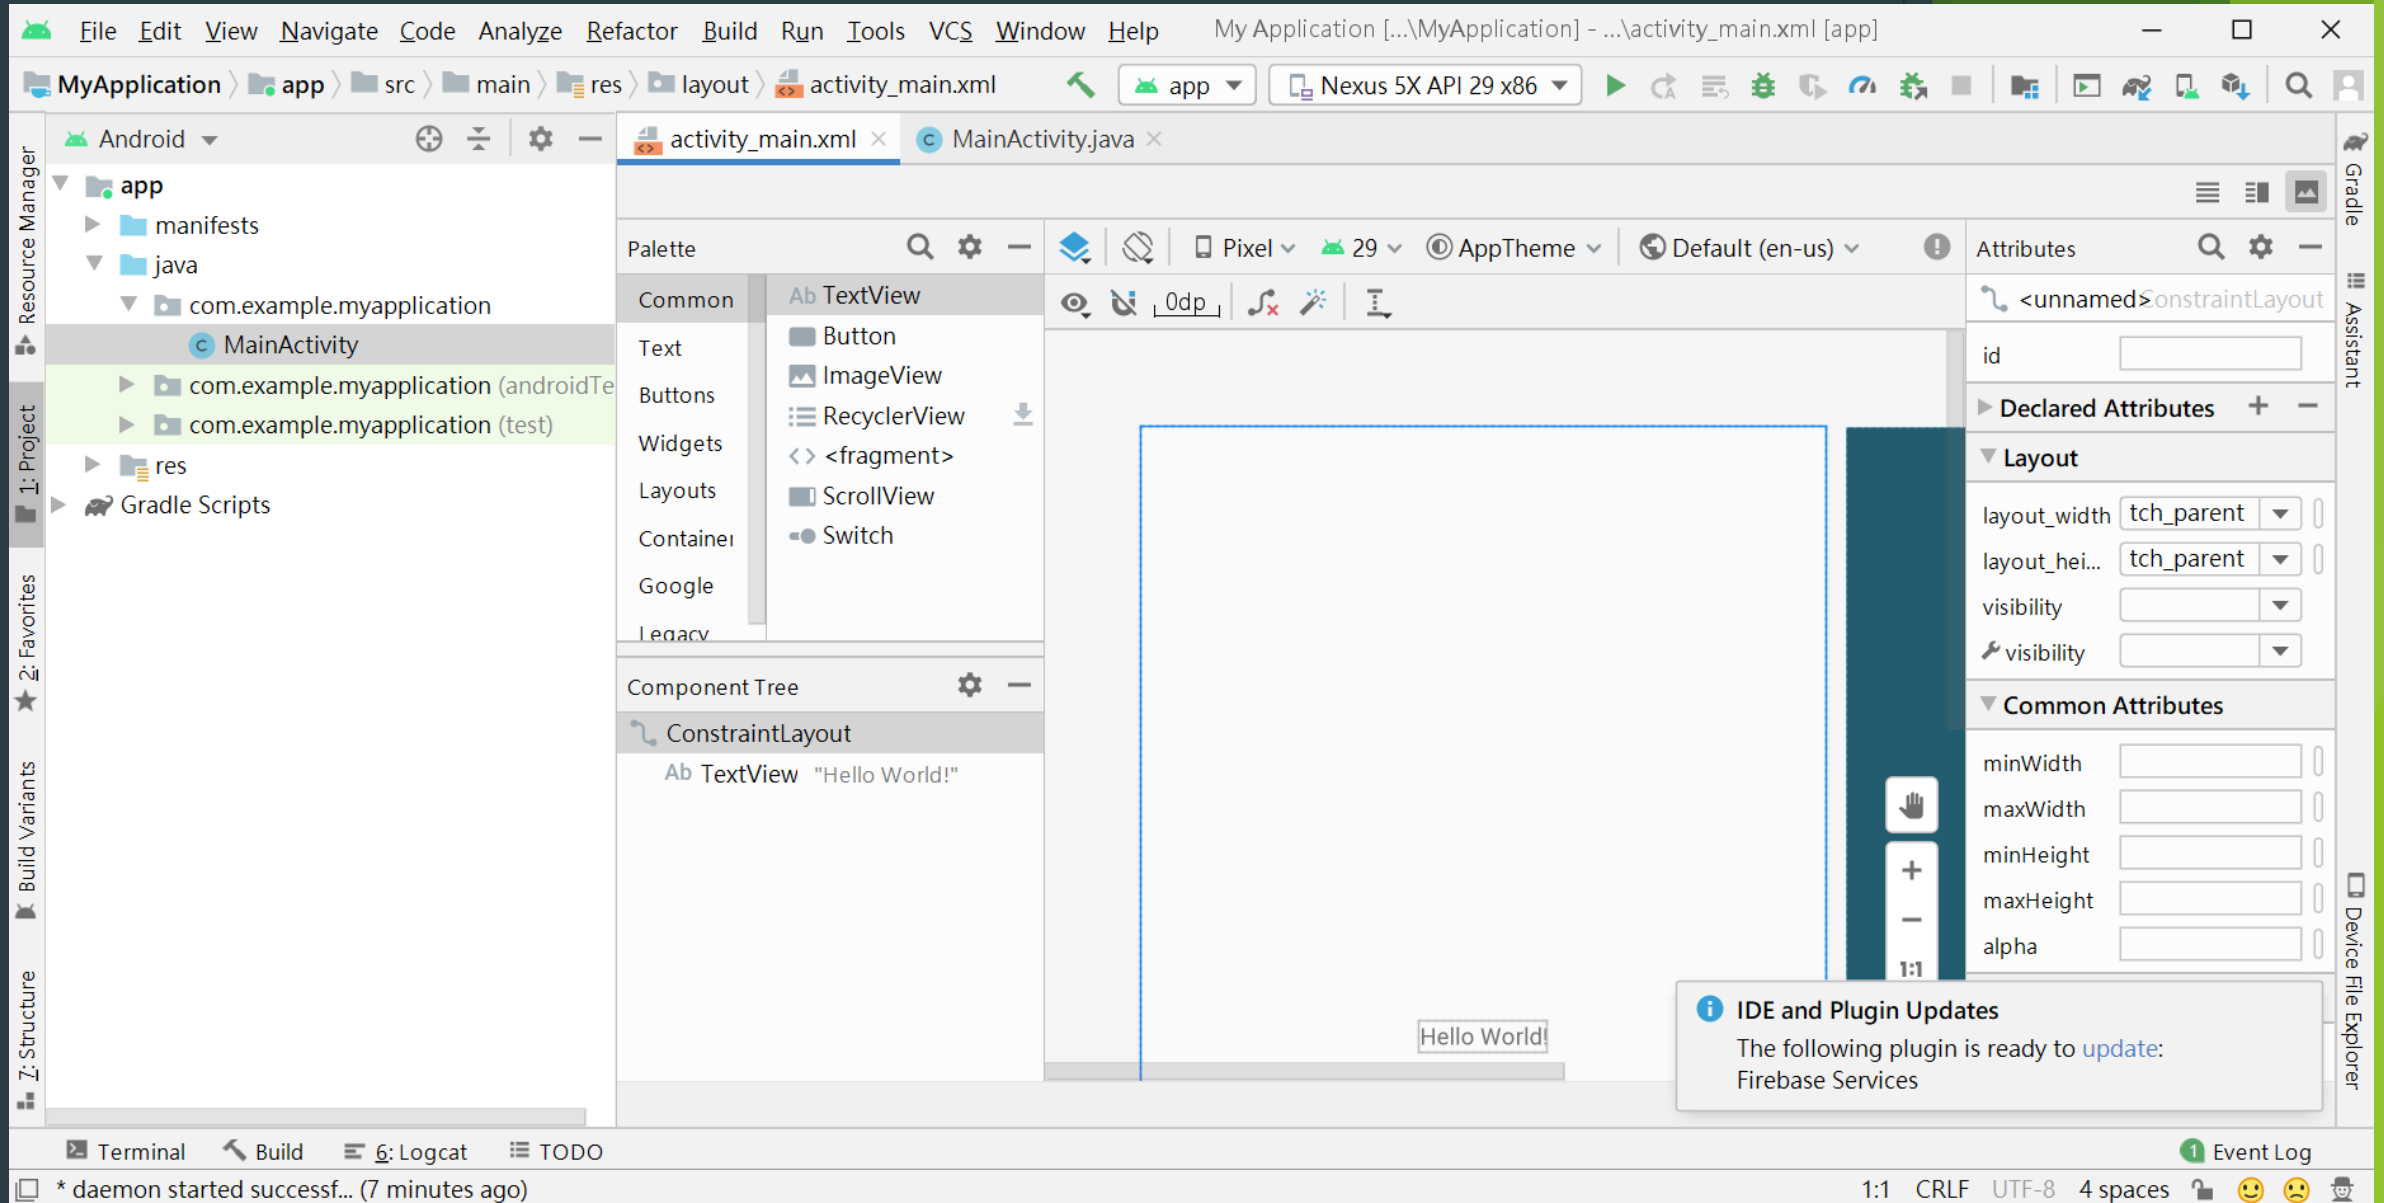 File Edit View Navigate Code Analyze Refactor Build Run Tools VCS Window Help My Application [...\MyApplication] - ...\activity_main.xml [app]
MyApplication app src main res layout activity_main.xml app Nexus 5X API 29 x86
Resource Manager
1: Project
2: Favorites
Build Variants
7: Structure
Android
app
manifests
java
com.example.myapplication
MainActivity
com.example.myapplication (androidTe
com.example.myapplication (test)
res
Gradle Scripts
activity_main.xml MainActivity.java
Palette
Common
Text
Buttons
Widgets
Layouts
Container
Google
Legacy
Ab TextView
Button
ImageView
RecyclerView
<fragment>
ScrollView
Switch
Component Tree
ConstraintLayout
Ab TextView "Hello World!"
Pixel 29 AppTheme Default (en-us)
0dp
Hello World!
1:1
Attributes
<unnamed> ConstraintLayout
id
Declared Attributes
Layout
layout_width tch_parent
layout_hei... tch_parent
visibility
visibility
Common Attributes
minWidth
maxWidth
minHeight
maxHeight
alpha
IDE and Plugin Updates
The following plugin is ready to update:
Firebase Services
Gradle
Assistant
Device File Explorer
Terminal Build 6: Logcat TODO 1 Event Log
* daemon started successf... (7 minutes ago) 1:1 CRLF UTF-8 4 spaces